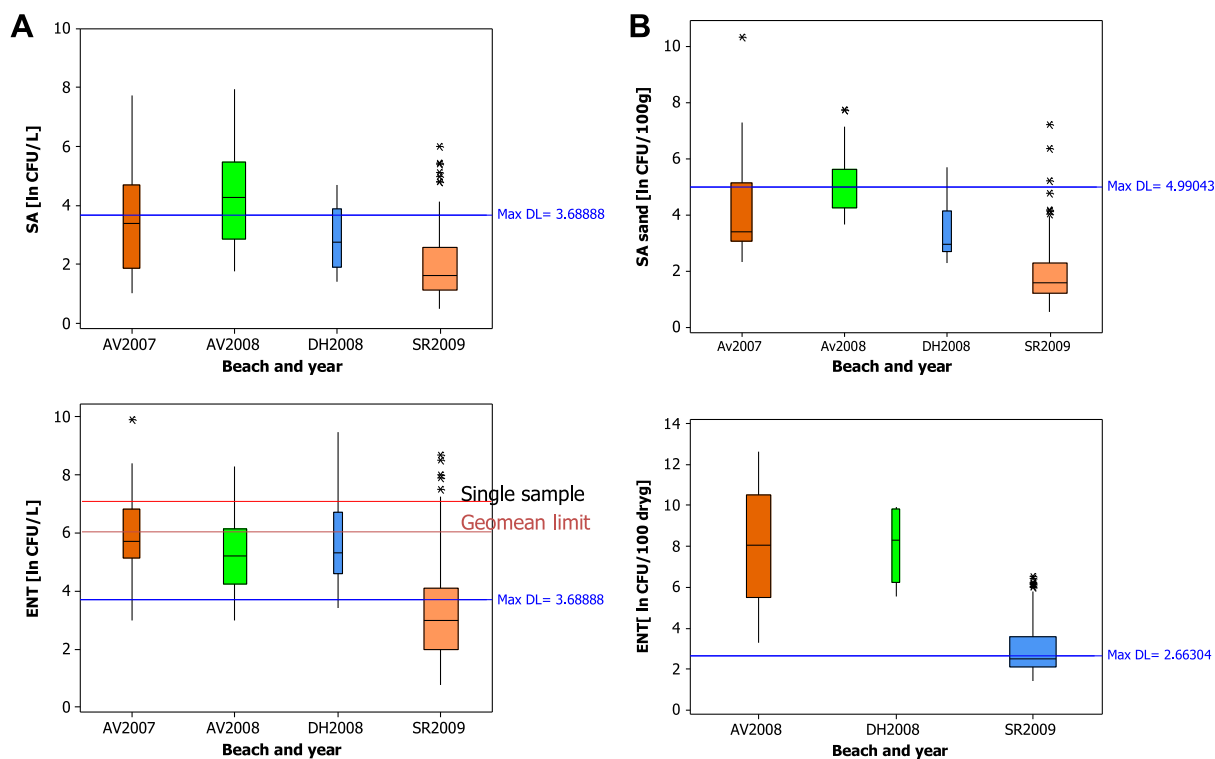 A
SA [ln CFU/L]
10
8
6
4
2
0
Max DL= 3.68888
AV2007 AV2008 DH2008 SR2009
Beach and year
B
SA sand [ln CFU/100g]
10
8
6
4
2
0
Max DL= 4.99043
Av2007 Av2008 DH2008 SR2009
Beach and year
ENT [ln CFU/L]
10
8
6
4
2
0
Single sample
Geomean limit
Max DL= 3.68888
AV2007 AV2008 DH2008 SR2009
Beach and year
ENT[ ln CFU/100 dryg]
14
12
10
8
6
4
2
0
Max DL= 2.66304
AV2008 DH2008 SR2009
Beach and year